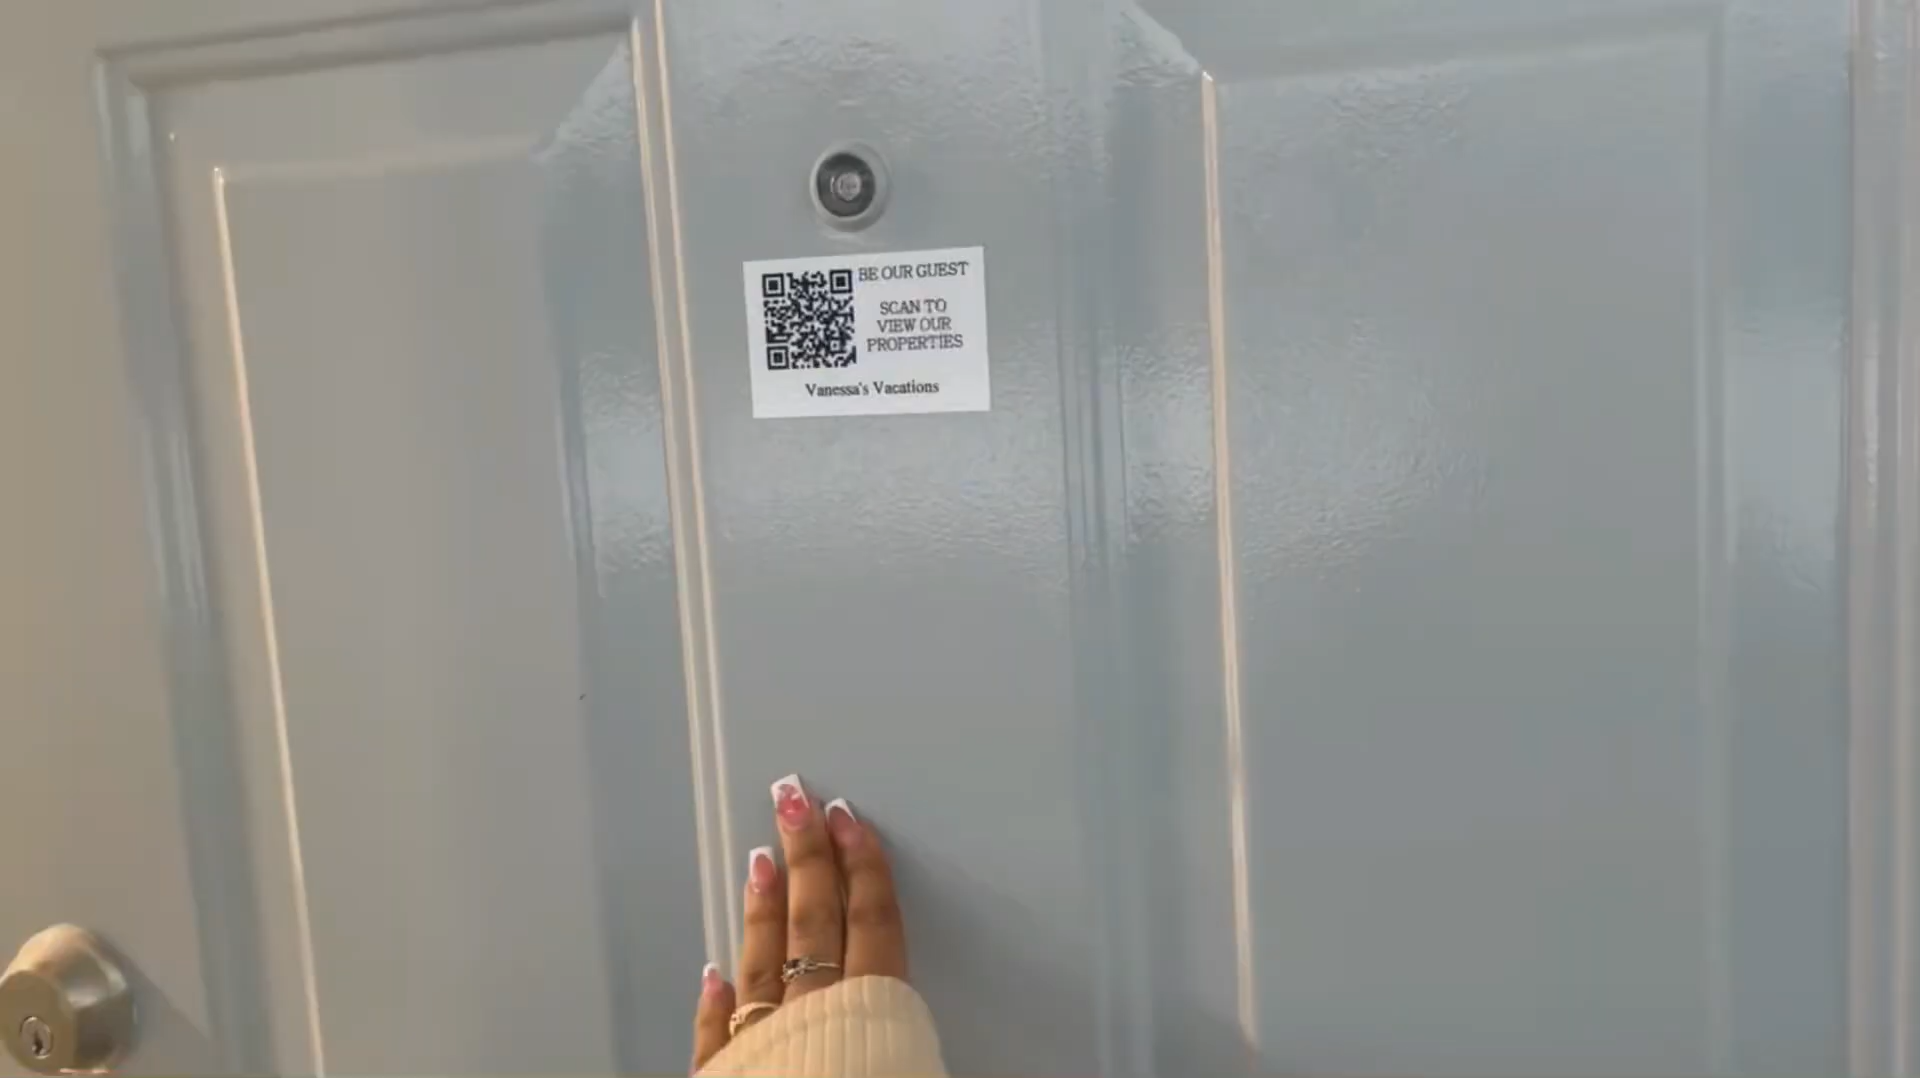 BE OUR GUEST
SCAN TO
VIEW OUR
PROPERTIES
Vanessa's Vacations